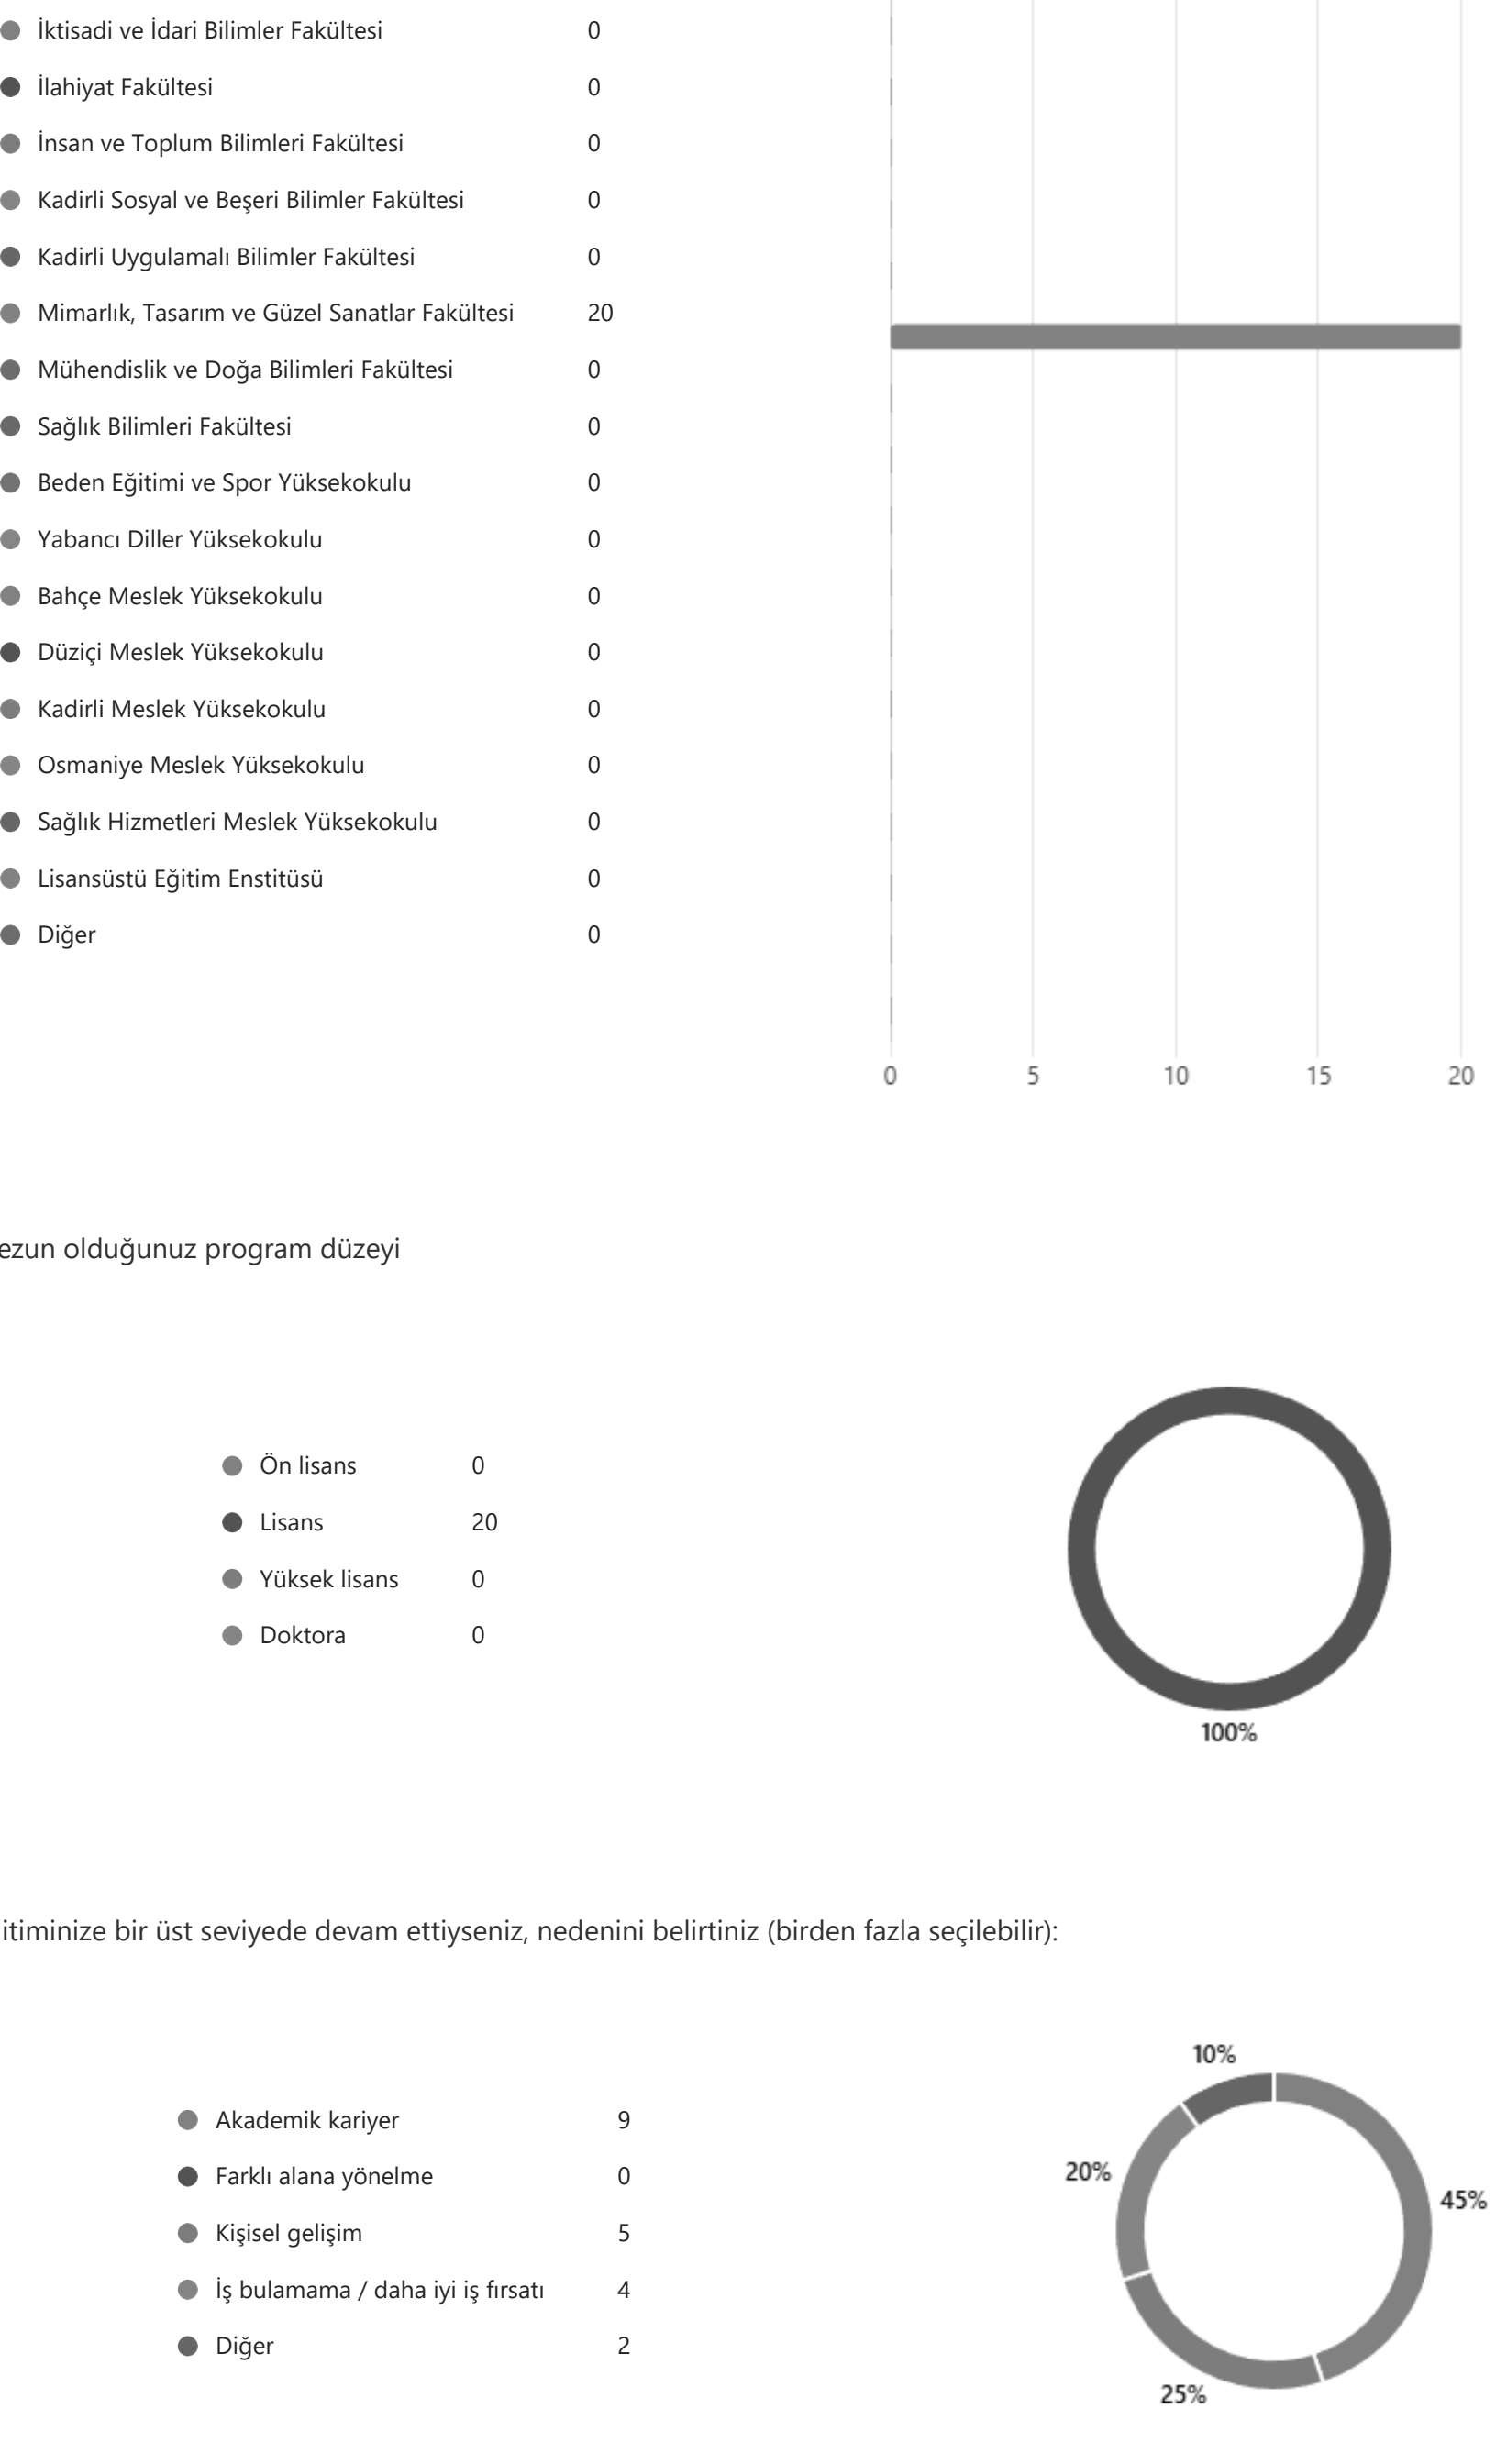 İktisadi ve İdari Bilimler Fakültesi 0
İlahiyat Fakültesi 0
İnsan ve Toplum Bilimleri Fakültesi 0
Kadirli Sosyal ve Beşeri Bilimler Fakültesi 0
Kadirli Uygulamalı Bilimler Fakültesi 0
Mimarlık, Tasarım ve Güzel Sanatlar Fakültesi 20
Mühendislik ve Doğa Bilimleri Fakültesi 0
Sağlık Bilimleri Fakültesi 0
Beden Eğitimi ve Spor Yüksekokulu 0
Yabancı Diller Yüksekokulu 0
Bahçe Meslek Yüksekokulu 0
Düziçi Meslek Yüksekokulu 0
Kadirli Meslek Yüksekokulu 0
Osmaniye Meslek Yüksekokulu 0
Sağlık Hizmetleri Meslek Yüksekokulu 0
Lisansüstü Eğitim Enstitüsü 0
Diğer 0
0 5 10 15 20
ezun olduğunuz program düzeyi
Ön lisans 0
Lisans 20
Yüksek lisans 0
Doktora 0
100%
itiminize bir üst seviyede devam ettiyseniz, nedenini belirtiniz (birden fazla seçilebilir):
Akademik kariyer 9
Farklı alana yönelme 0
Kişisel gelişim 5
İş bulamama / daha iyi iş fırsatı 4
Diğer 2
10%
20%
45%
25%